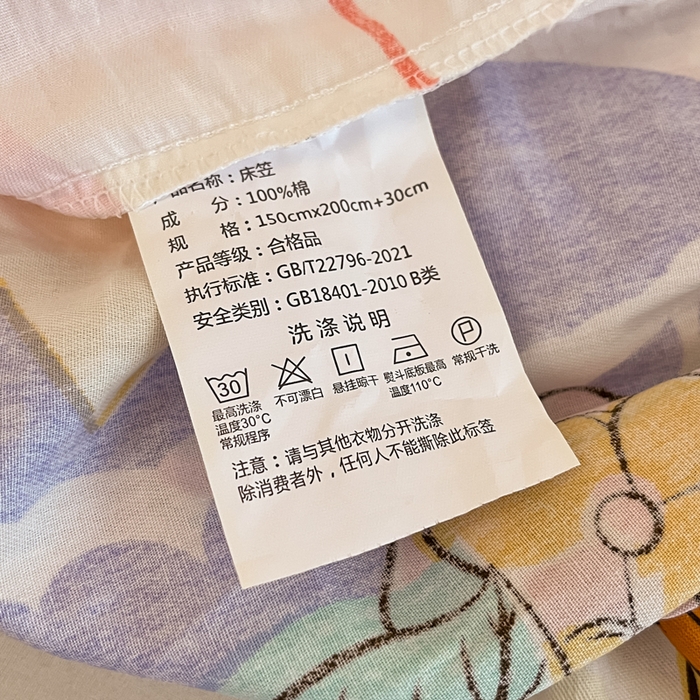 产品名称：床笠
成 分：100%棉
规 格：150cmx200cm+30cm
产品等级：合格品
执行标准：GB/T22796-2021
安全类别：GB18401-2010 B类
洗涤说明
30
最高洗涤
温度30°C
常规程序
不可漂白
悬挂晾干
熨斗底板最高
温度110°C
P
常规干洗
注意：请与其他衣物分开洗涤
除消费者外，任何人不能撕除此标签